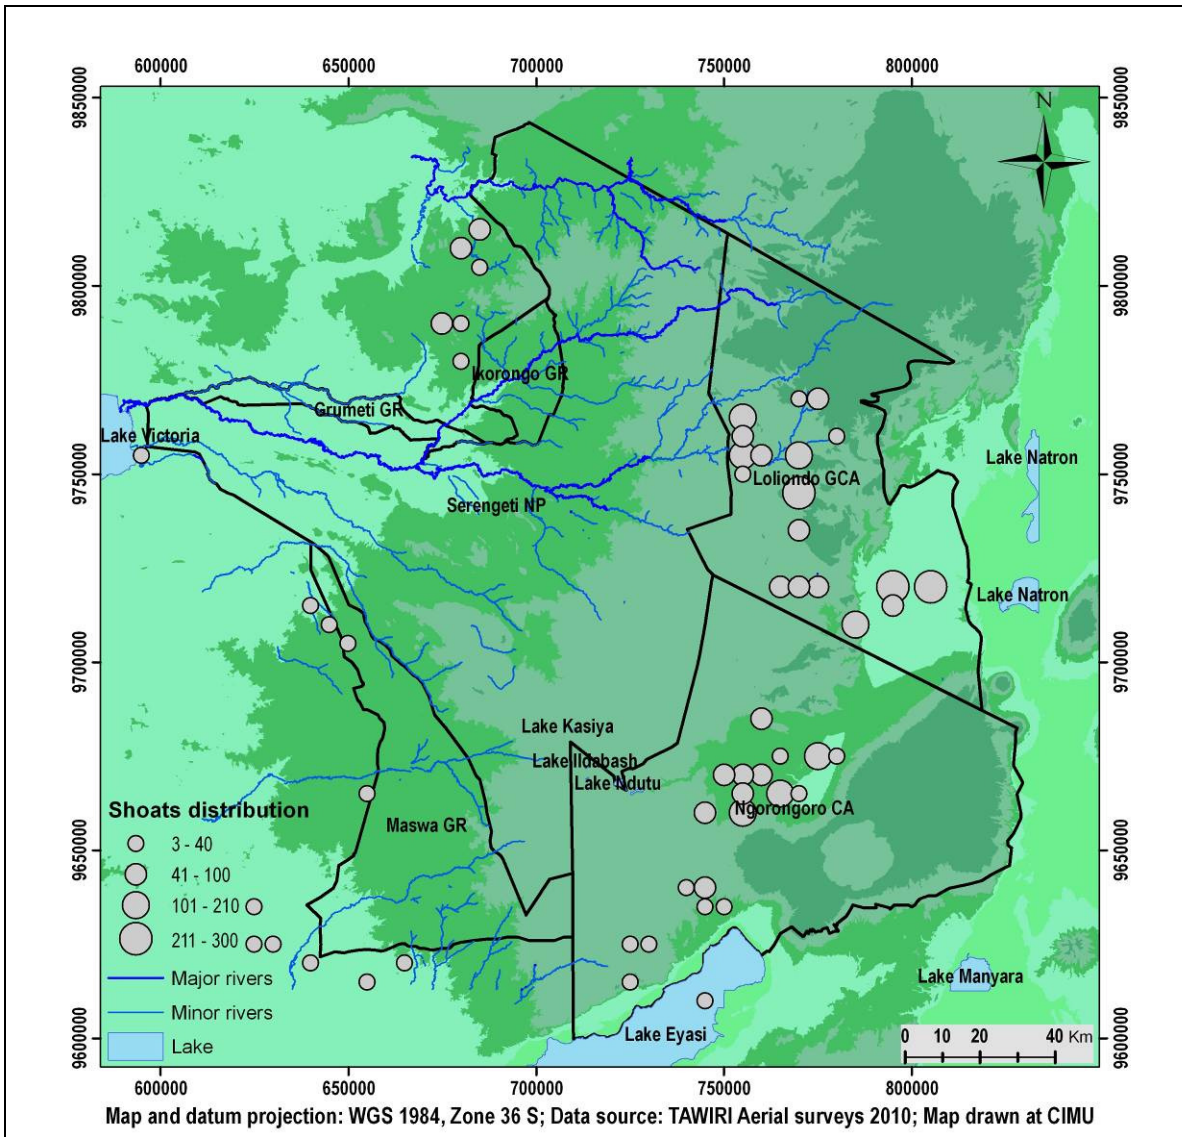 600000 650000 700000 750000 800000
N
9850000 9850000
9800000 9800000
Ikorongo GR
Grumeti GR
Lake Victoria
Lake Natron
9750000 9750000
Loliondo GCA
Serengeti NP
Lake Natron
9700000 9700000
Lake Kasiya
Lake Ildabash
Lake Ndutu
Ngorongoro CA
Shoats distribution
Maswa GR
3 - 40
9650000 9650000
41 - 100
101 - 210
211 - 300
Major rivers
Lake Manyara
Minor rivers
Lake Eyasi
Lake
0 10 20 40 Km
9600000 9600000
600000 650000 700000 750000 800000
Map and datum projection: WGS 1984, Zone 36 S; Data source: TAWIRI Aerial surveys 2010; Map drawn at CIMU